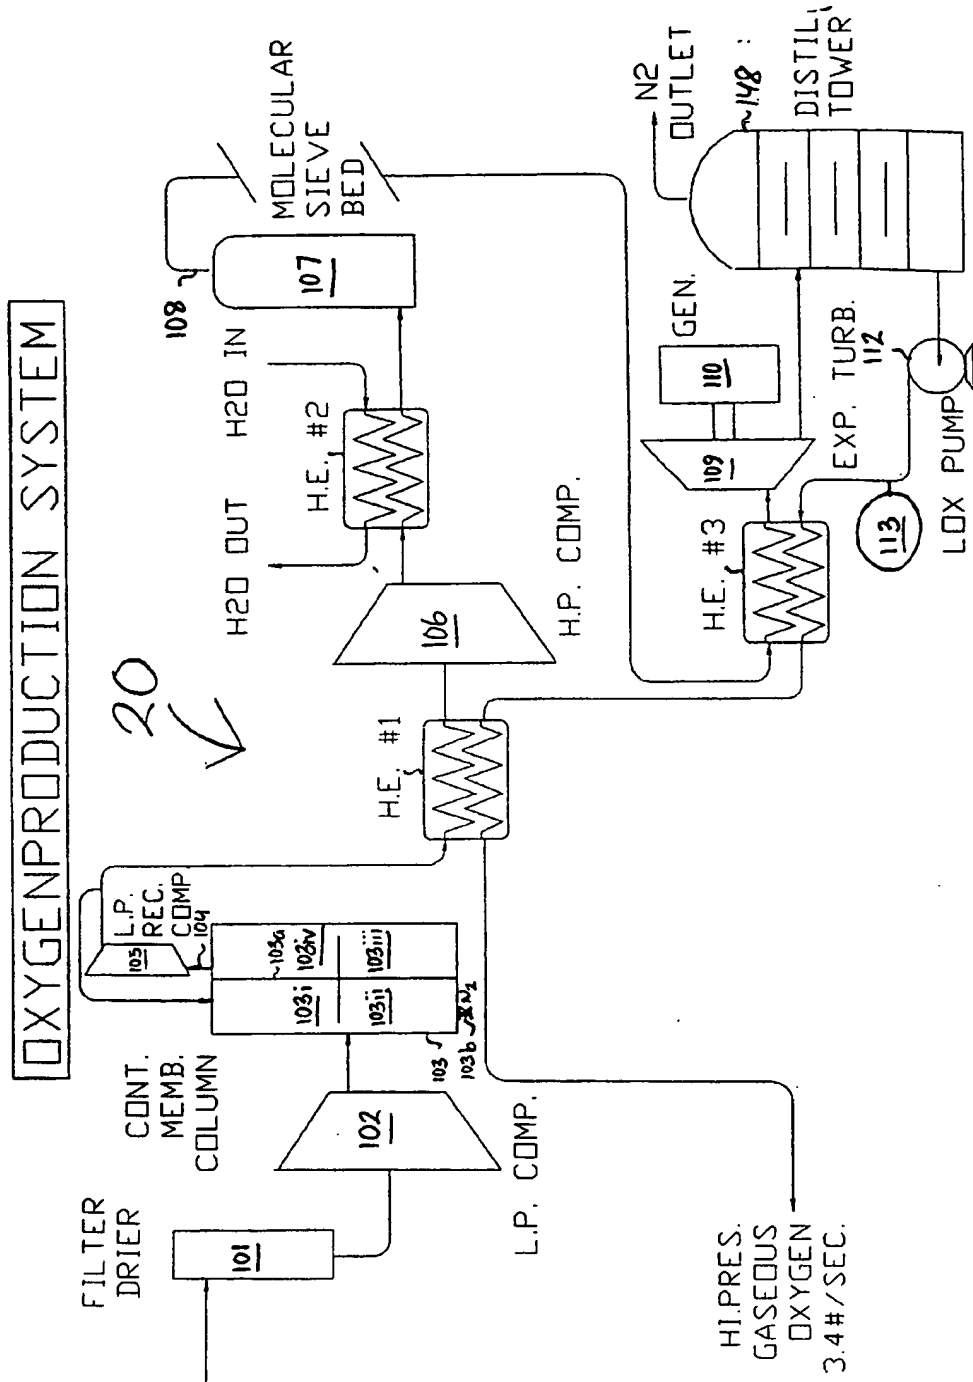 OXYGENPRODUCTION SYSTEM
20
FILTER
DRIER
101
L.P. COMP.
102
CONT.
MEMB.
COLUMN
103i
103ii
103iii
103a
103
103b
N2
104
105
L.P.
REC.
COMP
H.E. #1
106
H.P. COMP.
H2O OUT
H2O IN
H.E. #2
107
108
MOLECULAR
SIEVE
BED
H.E. #3
109
110
GEN.
EXP. TURB.
112
113
LOX PUMP
N2
OUTLET
148
TOWER
HI.PRES.
GASEOUS
OXYGEN
3.4#/SEC.